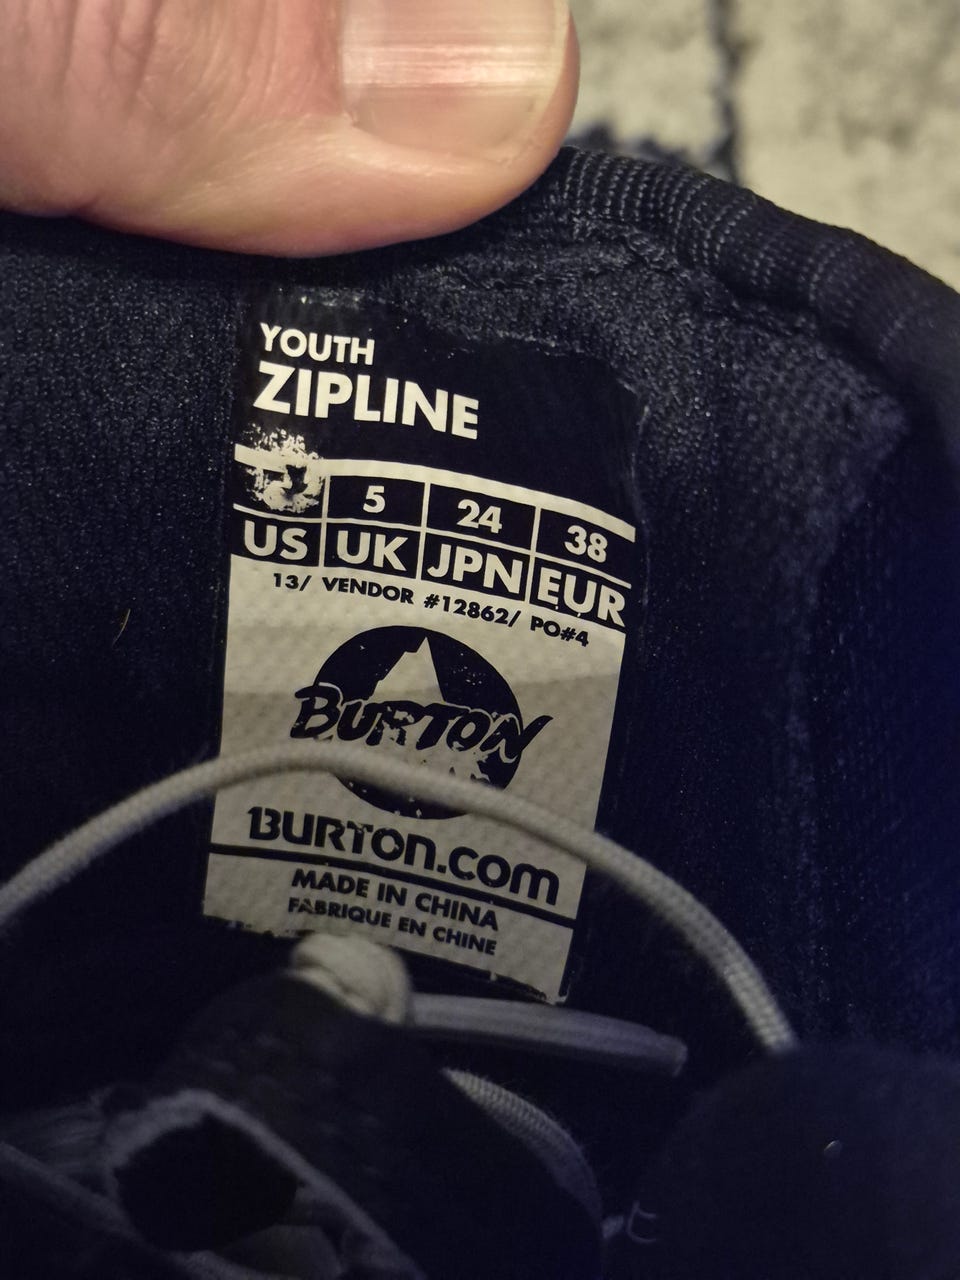 YOUTH
ZIPLINE
5 24 38
US UK JPN EUR
13/ VENDOR #12862/ PO#4
BURTON
BURTON.COM
MADE IN CHINA
FABRIQUE EN CHINE